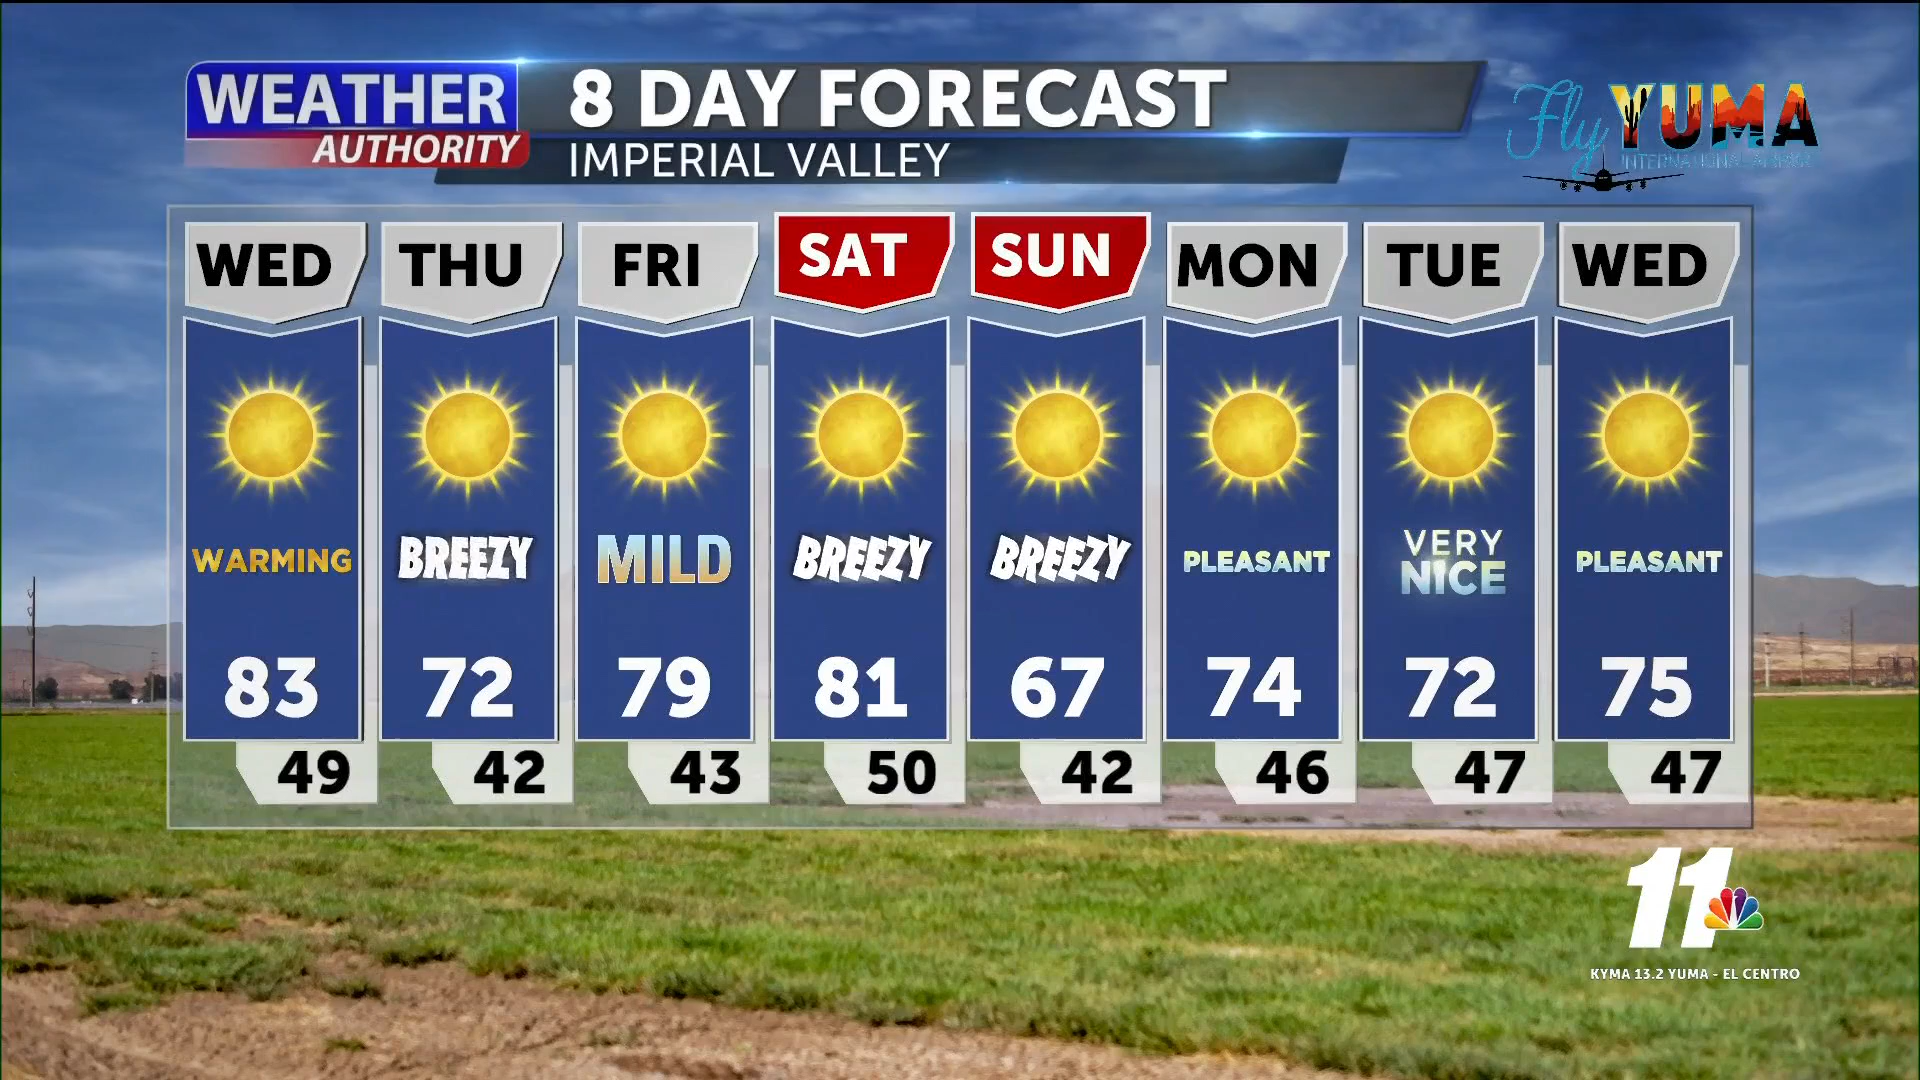 WEATHER
AUTHORITY
8 DAY FORECAST
IMPERIAL VALLEY
Fly YUMA
WED THU FRI SAT SUN MON TUE WED
WARMING BREEZY MILD BREEZY BREEZY PLEASANT VERY NICE PLEASANT
83 72 79 81 67 74 72 75
49 42 43 50 42 46 47 47
11
KYMA 13.2 YUMA - EL CENTRO